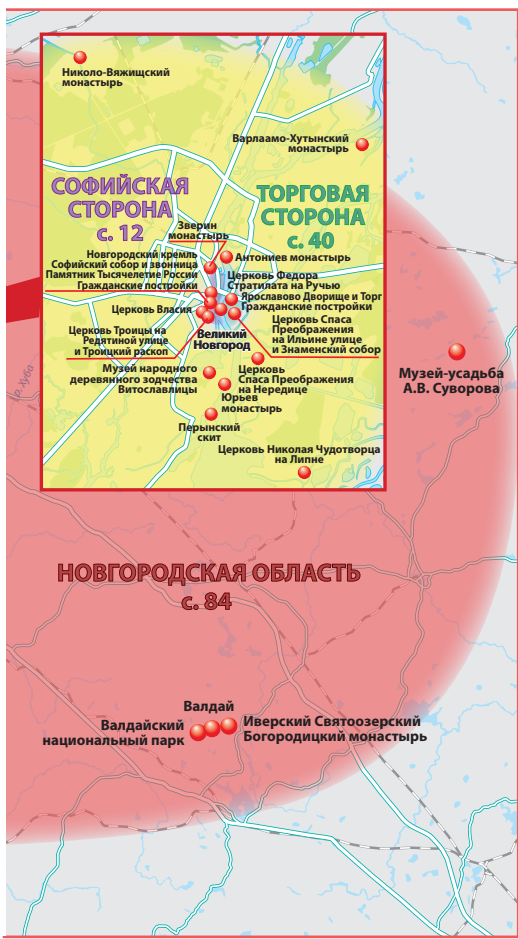 Николо-Вяжищский
монастырь
Варлаамо-Хутынский
монастырь
СОФИЙСКАЯ
СТОРОНА
с. 12
ТОРГОВАЯ
СТОРОНА
с. 40
Зверин
монастырь
Новгородский кремль
Софийский собор и звонница
Памятник Тысячелетие России
Гражданские постройки
Антониев монастырь
Церковь Федора
Стратилата на Ручью
Ярославово Дворище и Торг
Гражданские постройки
Церковь Власия
Церковь Спаса
Преображения
на Ильине улице
и Знаменский собор
Церковь Троицы на
Редятиной улице
и Троицкий раскоп
Великий
Новгород
Музей народного
деревянного зодчества
Витославлицы
Церковь
Спаса Преображения
на Нередице
Юрьев
монастырь
Перынский
скит
Церковь Николая Чудотворца
на Липне
р. Хуба
Музей-усадьба
А.В. Суворова
НОВГОРОДСКАЯ ОБЛАСТЬ
с. 84
Валдай
Валдайский
национальный парк
Иверский Святоозерский
Богородицкий монастырь